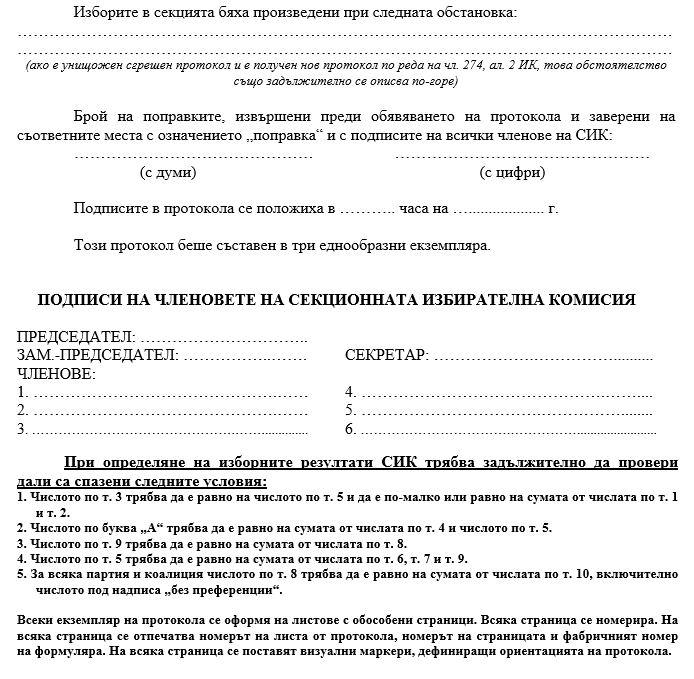 Изборите в секцията бяха произведени при следната обстановка:
……………………………………………………………………………………………………………
……………………………………………………………………………………………………………
(ако е унищожен сгрешен протокол и е получен нов протокол по реда на чл. 274, ал. 2 ИК, това обстоятелство
също задължително се описва по-горе)
Брой на поправките, извършени преди обявяването на протокола и заверени на
съответните места с означението „поправка“ и с подписите на всички членове на СИК:
……………………………………… …………………………………………
(с думи) (с цифри)
Подписите в протокола се положиха в ……….. часа на …................... г.
Този протокол беше съставен в три еднообразни екземпляра.
ПОДПИСИ НА ЧЛЕНОВЕТЕ НА СЕКЦИОННАТА ИЗБИРАТЕЛНА КОМИСИЯ
ПРЕДСЕДАТЕЛ: …………………………..
ЗАМ.-ПРЕДСЕДАТЕЛ: ………………….. СЕКРЕТАР: ……………………………..........
ЧЛЕНОВЕ:
1. …………………………………………… 4. ……………………………………………....
2. …………………………………………… 5. …………………………………………........
3. ……………………………...................... 6. ………………………………......................
При определяне на изборните резултати СИК трябва задължително да провери
дали са спазени следните условия:
1. Числото по т. 3 трябва да е равно на числото по т. 5 и да е по-малко или равно на сумата от числата по т. 1
и т. 2.
2. Числото по буква „А“ трябва да е равно на сумата от числата по т. 4 и числото по т. 5.
3. Числото по т. 9 трябва да е равно на сумата от числата по т. 8.
4. Числото по т. 5 трябва да е равно на сумата от числата по т. 6, т. 7 и т. 9.
5. За всяка партия и коалиция числото по т. 8 трябва да е равно на сумата от числата по т. 10, включително
числото под надписа „без преференции“.
Всеки екземпляр на протокола се оформя на листове с обособени страници. Всяка страница се номерира. На
всяка страница се отпечатва номерът на листа от протокола, номерът на страницата и фабричният номер
на формуляра. На всяка страница се поставят визуални маркери, дефиниращи ориентацията на протокола.